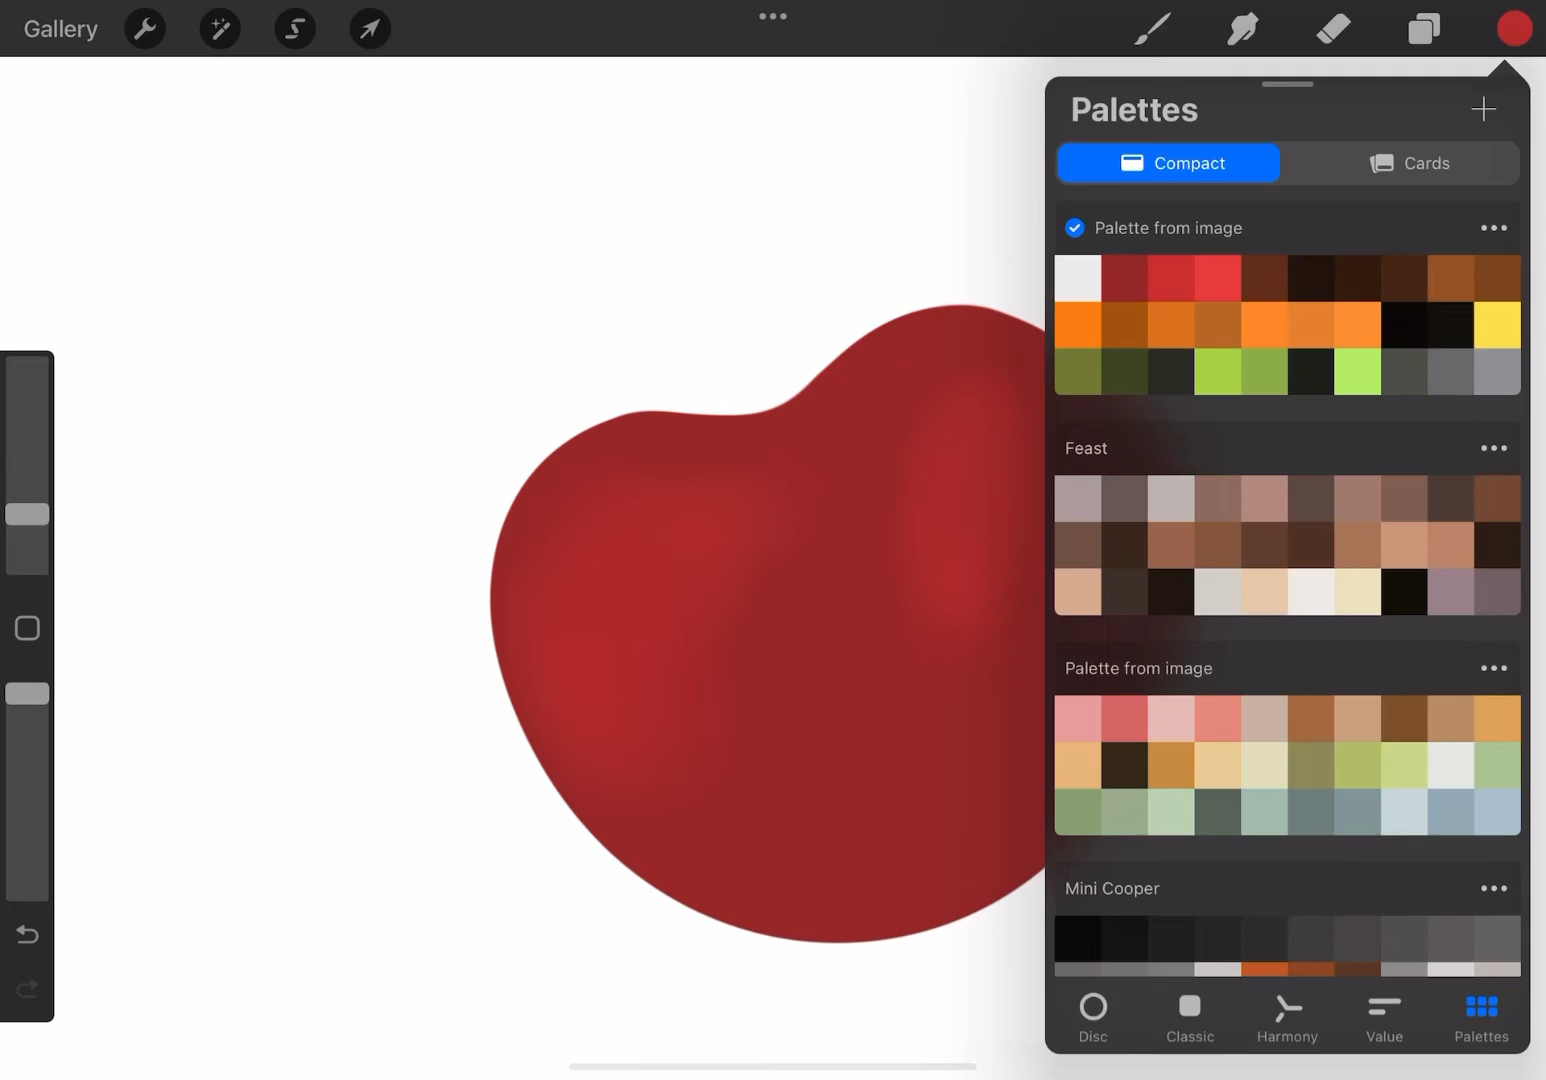 Gallery
Palettes
Compact
Cards
Palette from image
Feast
Palette from image
Mini Cooper
Disc
Classic
Harmony
Value
Palettes